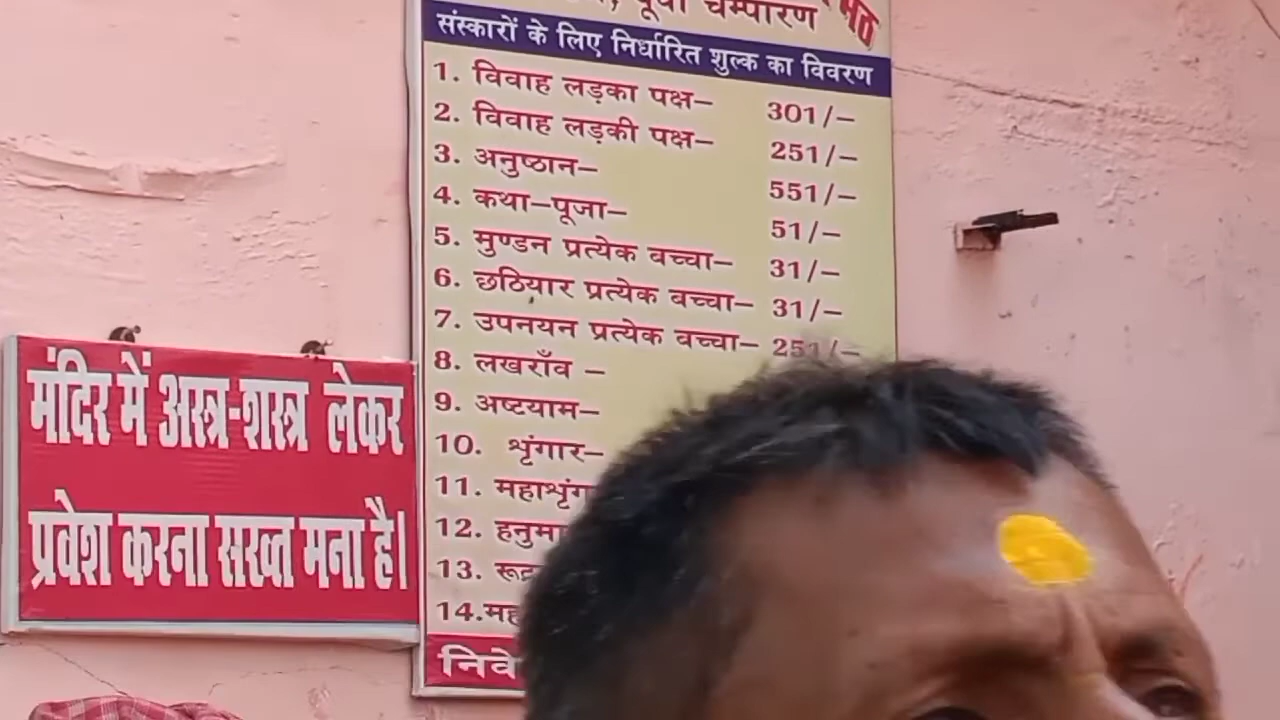 पूर्वी चम्पारण
मठ
संस्कारों के लिए निर्धारित शुल्क का विवरण
1. विवाह लड़का पक्ष– 301/–
2. विवाह लड़की पक्ष– 251/–
3. अनुष्ठान– 551/–
4. कथा–पूजा– 51/–
5. मुण्डन प्रत्येक बच्चा– 31/–
6. छठियार प्रत्येक बच्चा– 31/–
7. उपनयन प्रत्येक बच्चा– 251/–
8. लखराँव –
9. अष्टयाम–
10. शृंगार–
11.
12.
13.
14.
मंदिर में अस्त्र-शस्त्र लेकर
प्रवेश करना सख्त मना है।